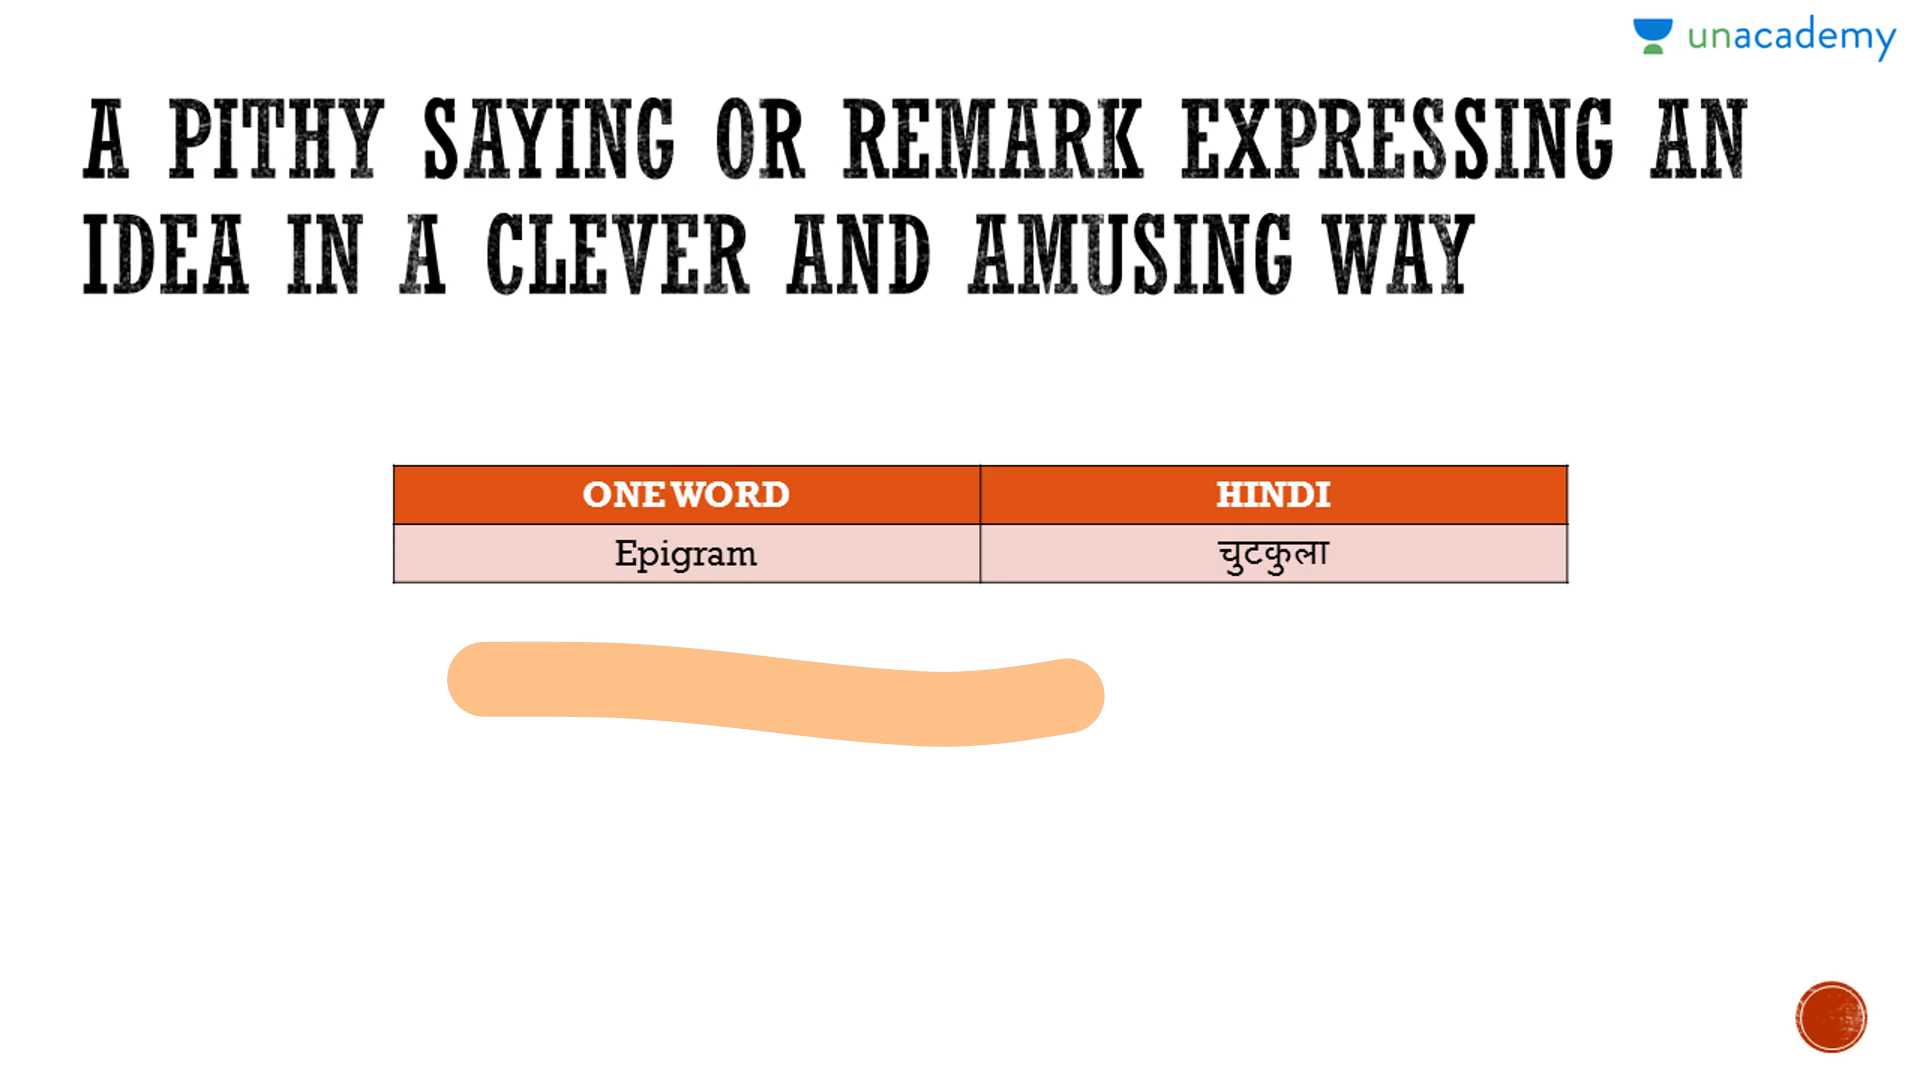 unacademy
A PITHY SAYING OR REMARK EXPRESSING AN
IDEA IN A CLEVER AND AMUSING WAY
ONE WORD HINDI
Epigram चुटकुला